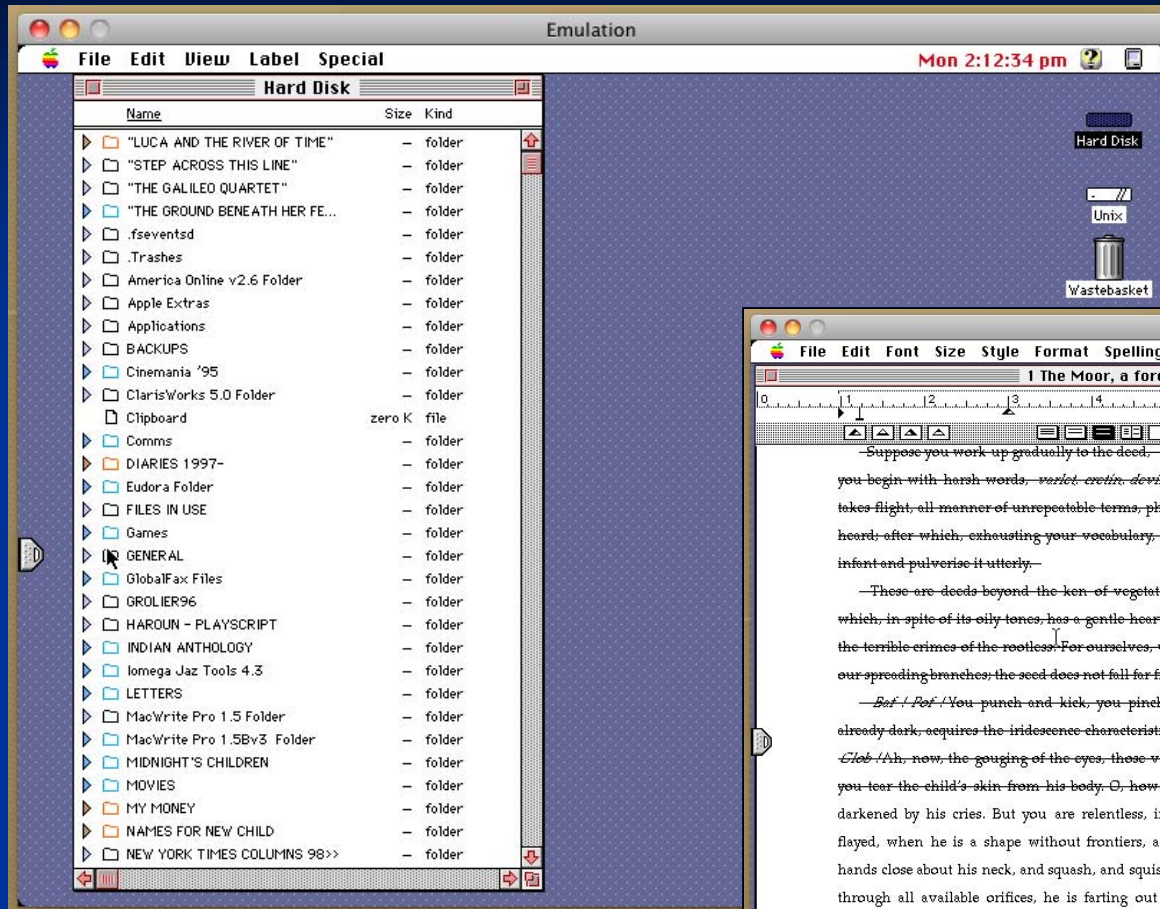 Emulation
File Edit View Label Special
Mon 2:12:34 pm
Hard Disk
Name Size Kind
"LUCA AND THE RIVER OF TIME" – folder
"STEP ACROSS THIS LINE" – folder
"THE GALILEO QUARTET" – folder
"THE GROUND BENEATH HER FE... – folder
.fseventsd – folder
.Trashes – folder
America Online v2.6 Folder – folder
Apple Extras – folder
Applications – folder
BACKUPS – folder
Cinemania '95 – folder
ClarisWorks 5.0 Folder – folder
Clipboard zero K file
Comms – folder
DIARIES 1997- – folder
Eudora Folder – folder
FILES IN USE – folder
Games – folder
GENERAL – folder
GlobalFax Files – folder
GROLIER96 – folder
HAROUN - PLAYSCRIPT – folder
INDIAN ANTHOLOGY – folder
Iomega Jaz Tools 4.3 – folder
LETTERS – folder
MacWrite Pro 1.5 Folder – folder
MacWrite Pro 1.5Bv3 Folder – folder
MIDNIGHT'S CHILDREN – folder
MOVIES – folder
MY MONEY – folder
NAMES FOR NEW CHILD – folder
NEW YORK TIMES COLUMNS 98>> – folder
Hard Disk
Unix
Wastebasket
File Edit Font Size Style Format Spelling
1 The Moor, a for
0 1 2 3 4
Suppose you work up gradually to the deed,
you begin with harsh words, varlet, cretin, devi
takes flight, all manner of unrepeatable terms, ph
heard; after which, exhausting your vocabulary,
infant and pulverise it utterly.
These are deeds beyond the ken of vegetat
which, in spite of its oily tones, has a gentle hear
the terrible crimes of the rootless. For ourselves,
our spreading branches; the seed does not fall far f
Baf ! Pof ! You punch and kick, you pinch
already dark, acquires the iridescence characterist
Glob ! Ah, now, the gouging of the eyes, those v
you tear the child's skin from his body. O, how
darkened by his cries. But you are relentless, i
flayed, when he is a shape without frontiers, a
hands close about his neck, and squash, and squis
through all available orifices, he is farting out